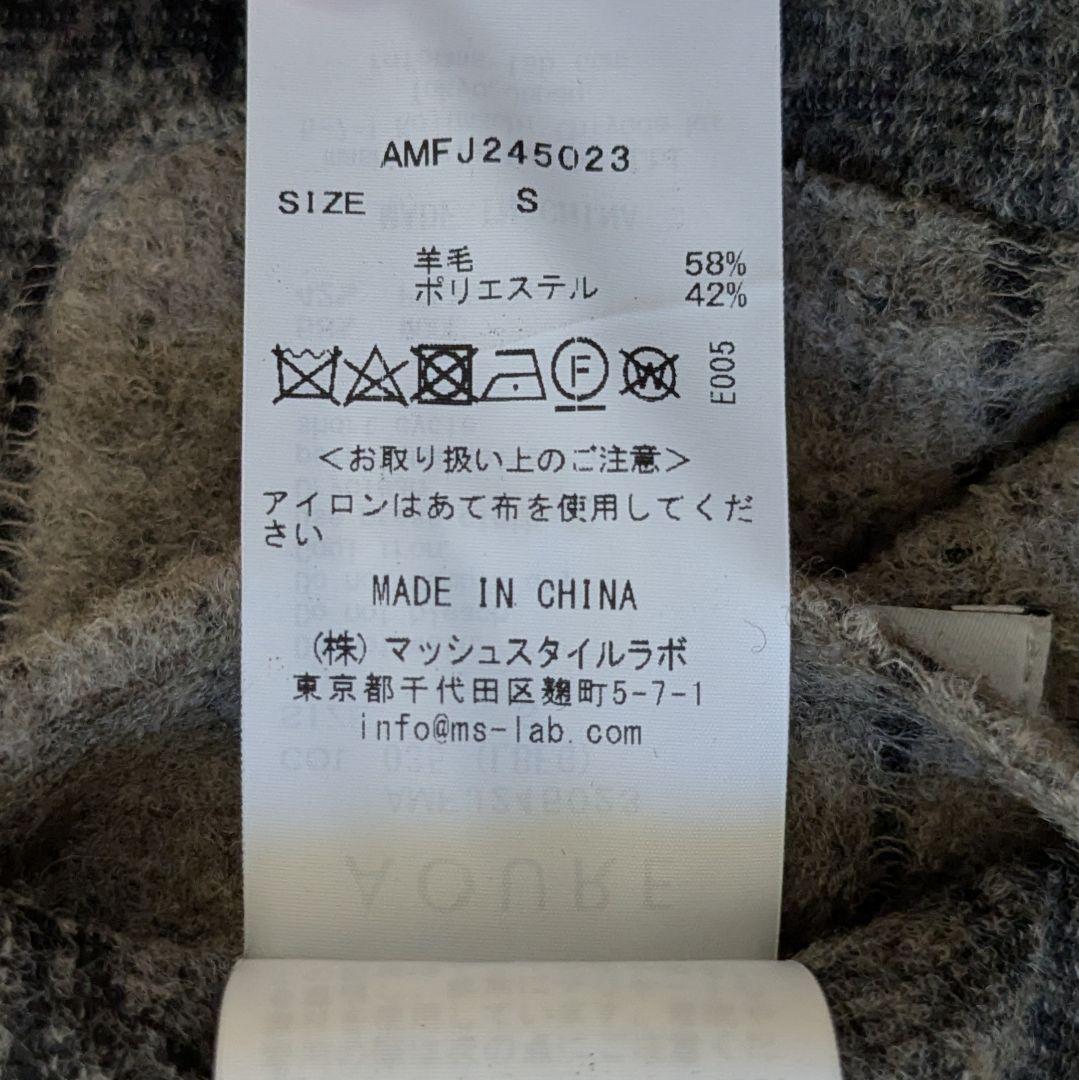 AMFJ245023
SIZE S
羊毛 58%
ポリエステル 42%
F W E005
＜お取り扱い上のご注意＞
アイロンはあて布を使用してくだ
さい
MADE IN CHINA
(株) マッシュスタイルラボ
東京都千代田区麹町5-7-1
info@ms-lab.com